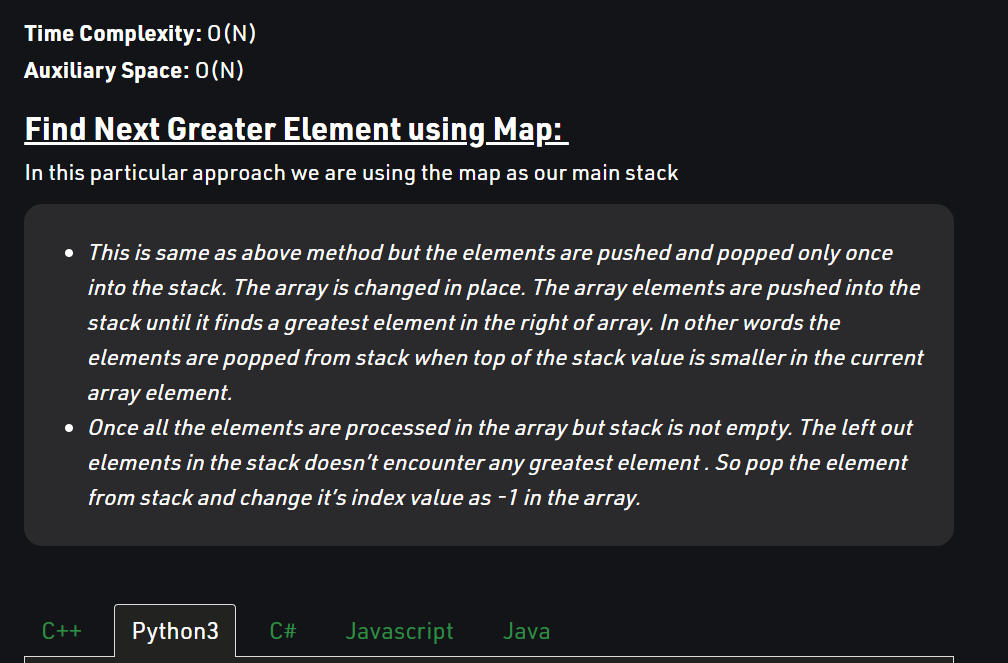 Time Complexity: O(N)
Auxiliary Space: O(N)
Find Next Greater Element using Map:
In this particular approach we are using the map as our main stack
• This is same as above method but the elements are pushed and popped only once
into the stack. The array is changed in place. The array elements are pushed into the
stack until it finds a greatest element in the right of array. In other words the
elements are popped from stack when top of the stack value is smaller in the current
array element.
• Once all the elements are processed in the array but stack is not empty. The left out
elements in the stack doesn’t encounter any greatest element . So pop the element
from stack and change it’s index value as -1 in the array.
C++ Python3 C# Javascript Java